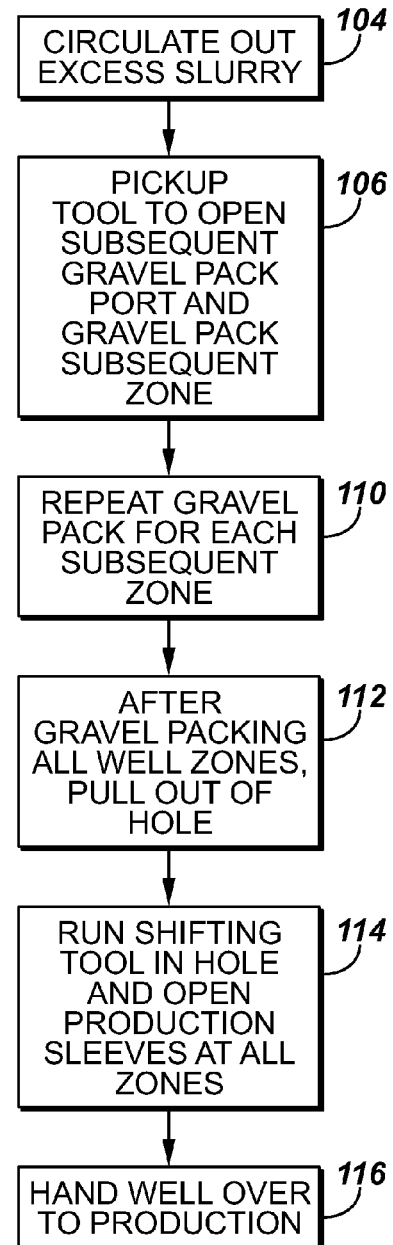 104
CIRCULATE OUT
EXCESS SLURRY
106
PICKUP
TOOL TO OPEN
SUBSEQUENT
GRAVEL PACK
PORT AND
GRAVEL PACK
SUBSEQUENT
ZONE
110
REPEAT GRAVEL
PACK FOR EACH
SUBSEQUENT
ZONE
112
AFTER
GRAVEL PACKING
ALL WELL ZONES,
PULL OUT OF
HOLE
114
RUN SHIFTING
TOOL IN HOLE
AND OPEN
PRODUCTION
SLEEVES AT ALL
ZONES
116
HAND WELL OVER
TO PRODUCTION